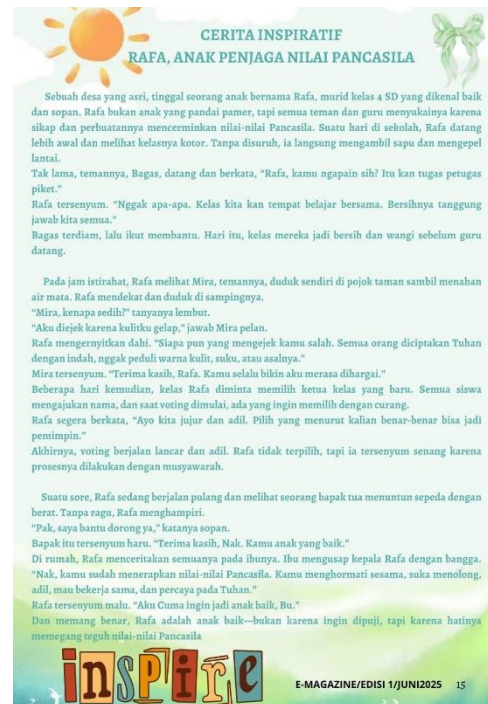 CERITA INSPIRATIF
RAFA, ANAK PENJAGA NILAI PANCASILA
Sebuah desa yang asri, tinggal seorang anak bernama Rafa, murid kelas 4 SD yang dikenal baik
dan sopan. Rafa bukan anak yang pandai pamer, tapi semua teman dan guru menyukainya karena
sikap dan perbuatannya mencerminkan nilai-nilai Pancasila. Suatu hari di sekolah, Rafa datang
lebih awal dan melihat kelasnya kotor. Tanpa disuruh, ia langsung mengambil sapu dan mengepel
lantai.
Tak lama, temannya, Bagas, datang dan berkata, “Rafa, kamu ngapain sih? Itu kan tugas petugas
piket.”
Rafa tersenyum. “Nggak apa-apa. Kelas kita kan tempat belajar bersama. Bersihnya tanggung
jawab kita semua.”
Bagas terdiam, lalu ikut membantu. Hari itu, kelas mereka jadi bersih dan wangi sebelum guru
datang.
Pada jam istirahat, Rafa melihat Mira, temannya, duduk sendiri di pojok taman sambil menahan
air mata. Rafa mendekat dan duduk di sampingnya.
“Mira, kenapa sedih?” tanyanya lembut.
“Aku diejek karena kulitku gelap,” jawab Mira pelan.
Rafa mengernyitkan dahi. “Siapa pun yang mengejek kamu salah. Semua orang diciptakan Tuhan
dengan indah, nggak peduli warna kulit, suku, atau asalnya.”
Mira tersenyum. “Terima kasih, Rafa. Kamu selalu bikin aku merasa dihargai.”
Beberapa hari kemudian, kelas Rafa diminta memilih ketua kelas yang baru. Semua siswa
mengajukan nama, dan saat voting dimulai, ada yang ingin memilih dengan curang.
Rafa segera berkata, “Ayo kita jujur dan adil. Pilih yang menurut kalian benar-benar bisa jadi
pemimpin.”
Akhirnya, voting berjalan lancar dan adil. Rafa tidak terpilih, tapi ia tersenyum senang karena
prosesnya dilakukan dengan musyawarah.
Suatu sore, Rafa sedang berjalan pulang dan melihat seorang bapak tua menuntun sepeda dengan
berat. Tanpa ragu, Rafa menghampiri.
“Pak, saya bantu dorong ya,” katanya sopan.
Bapak itu tersenyum haru. “Terima kasih, Nak. Kamu anak yang baik.”
Di rumah, Rafa menceritakan semuanya pada ibunya. Ibu mengusap kepala Rafa dengan bangga.
“Nak, kamu sudah menerapkan nilai-nilai Pancasila. Kamu menghormati sesama, suka menolong,
adil, mau bekerja sama, dan percaya pada Tuhan.”
Rafa tersenyum malu. “Aku Cuma ingin jadi anak baik, Bu.”
Dan memang benar, Rafa adalah anak baik—bukan karena ingin dipuji, tapi karena hatinya
memegang teguh nilai-nilai Pancasila
inspire
E-MAGAZINE/EDISI 1/JUNI2025 15